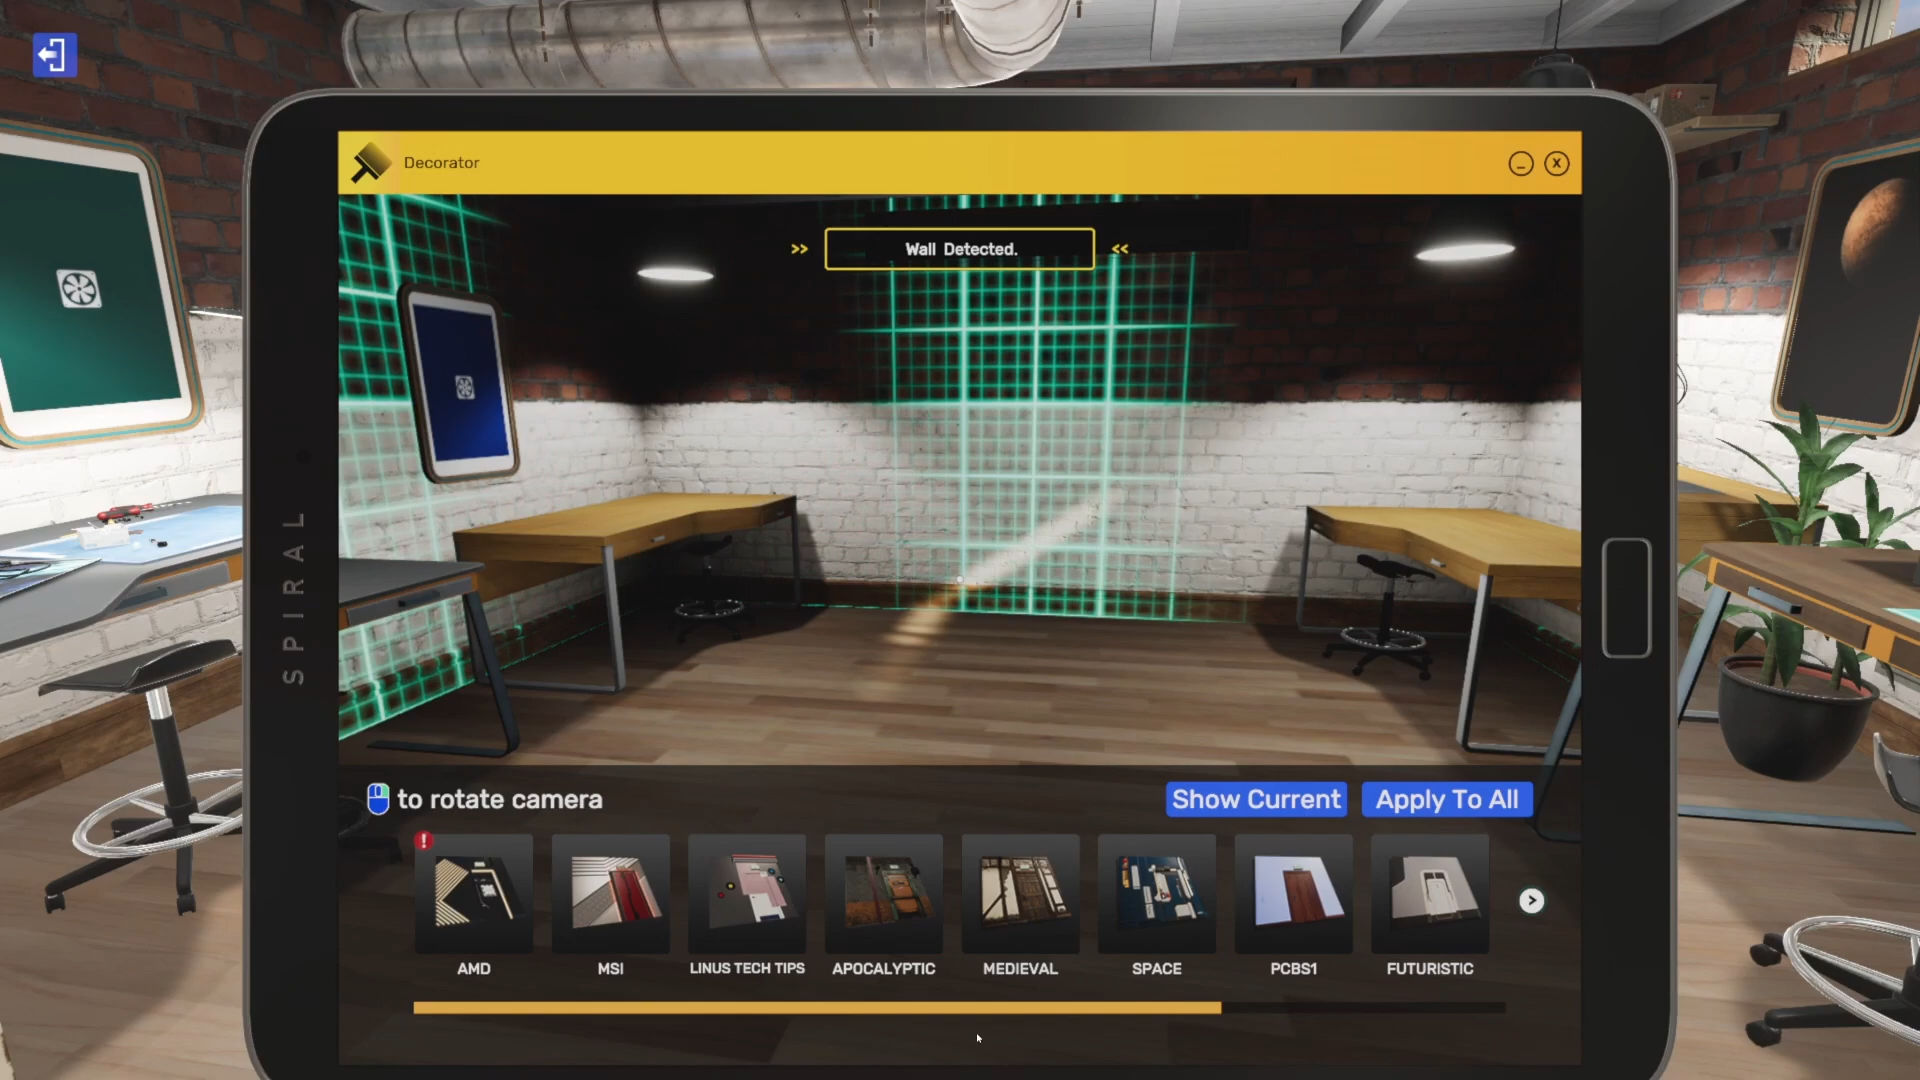 Decorator
>> Wall Detected. <<
SPIRAL
to rotate camera
Show Current
Apply To All
AMD
MSI
LINUS TECH TIPS
APOCALYPTIC
MEDIEVAL
SPACE
PCBS1
FUTURISTIC